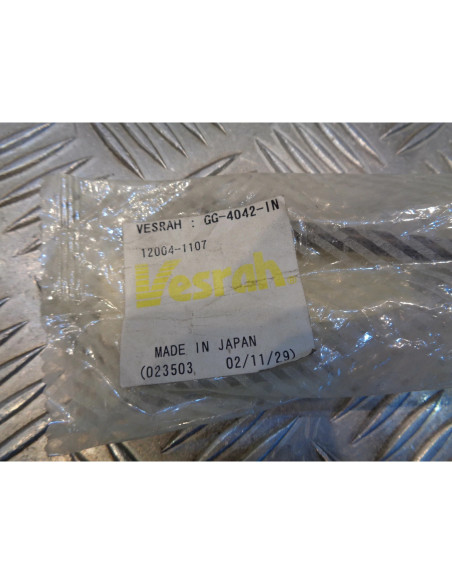 VESRAH : GG-4042-IN
12004-1107
Vesrah.
MADE IN JAPAN
(023503 02/11/29)